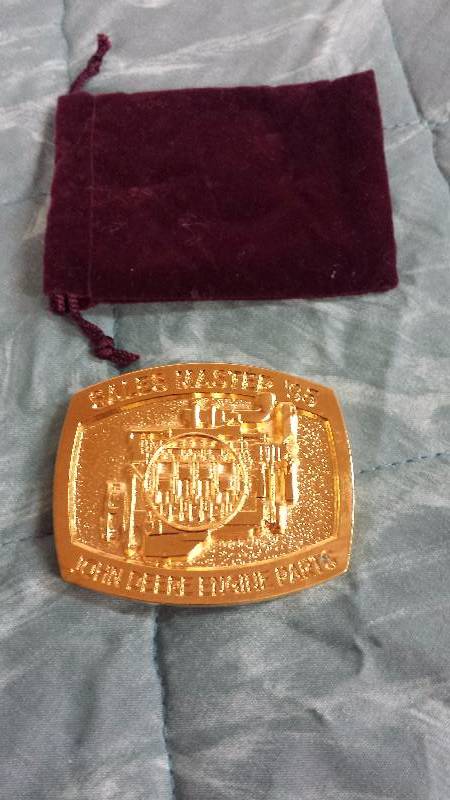 SALES MASTER '85
JOHN DEERE ENGINE PARTS